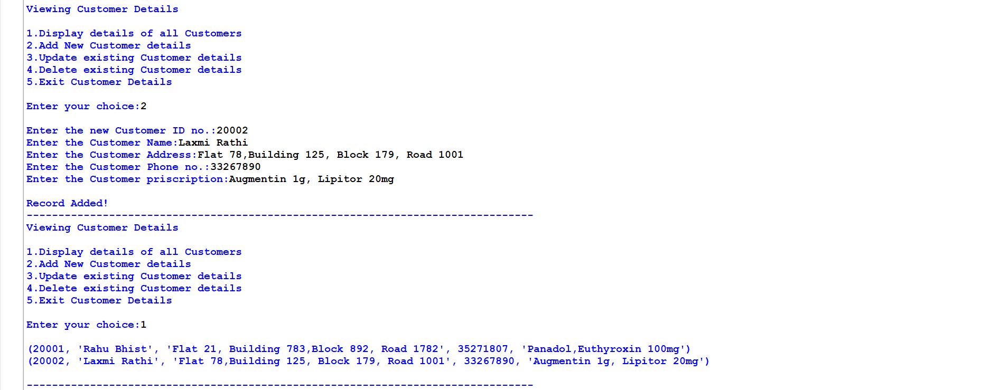 Viewing Customer Details
1.Display details of all Customers
2.Add New Customer details
3.Update existing Customer details
4.Delete existing Customer details
5.Exit Customer Details
Enter your choice:2
Enter the new Customer ID no.:20002
Enter the Customer Name:Laxmi Rathi
Enter the Customer Address:Flat 78,Building 125, Block 179, Road 1001
Enter the Customer Phone no.:33267890
Enter the Customer priscription:Augmentin 1g, Lipitor 20mg
Record Added!
--------------------------------------------------------------------------------
Viewing Customer Details
1.Display details of all Customers
2.Add New Customer details
3.Update existing Customer details
4.Delete existing Customer details
5.Exit Customer Details
Enter your choice:1
(20001, 'Rahu Bhist', 'Flat 21, Building 783,Block 892, Road 1782', 35271807, 'Panadol,Euthyroxin 100mg')
(20002, 'Laxmi Rathi', 'Flat 78,Building 125, Block 179, Road 1001', 33267890, 'Augmentin 1g, Lipitor 20mg')
--------------------------------------------------------------------------------